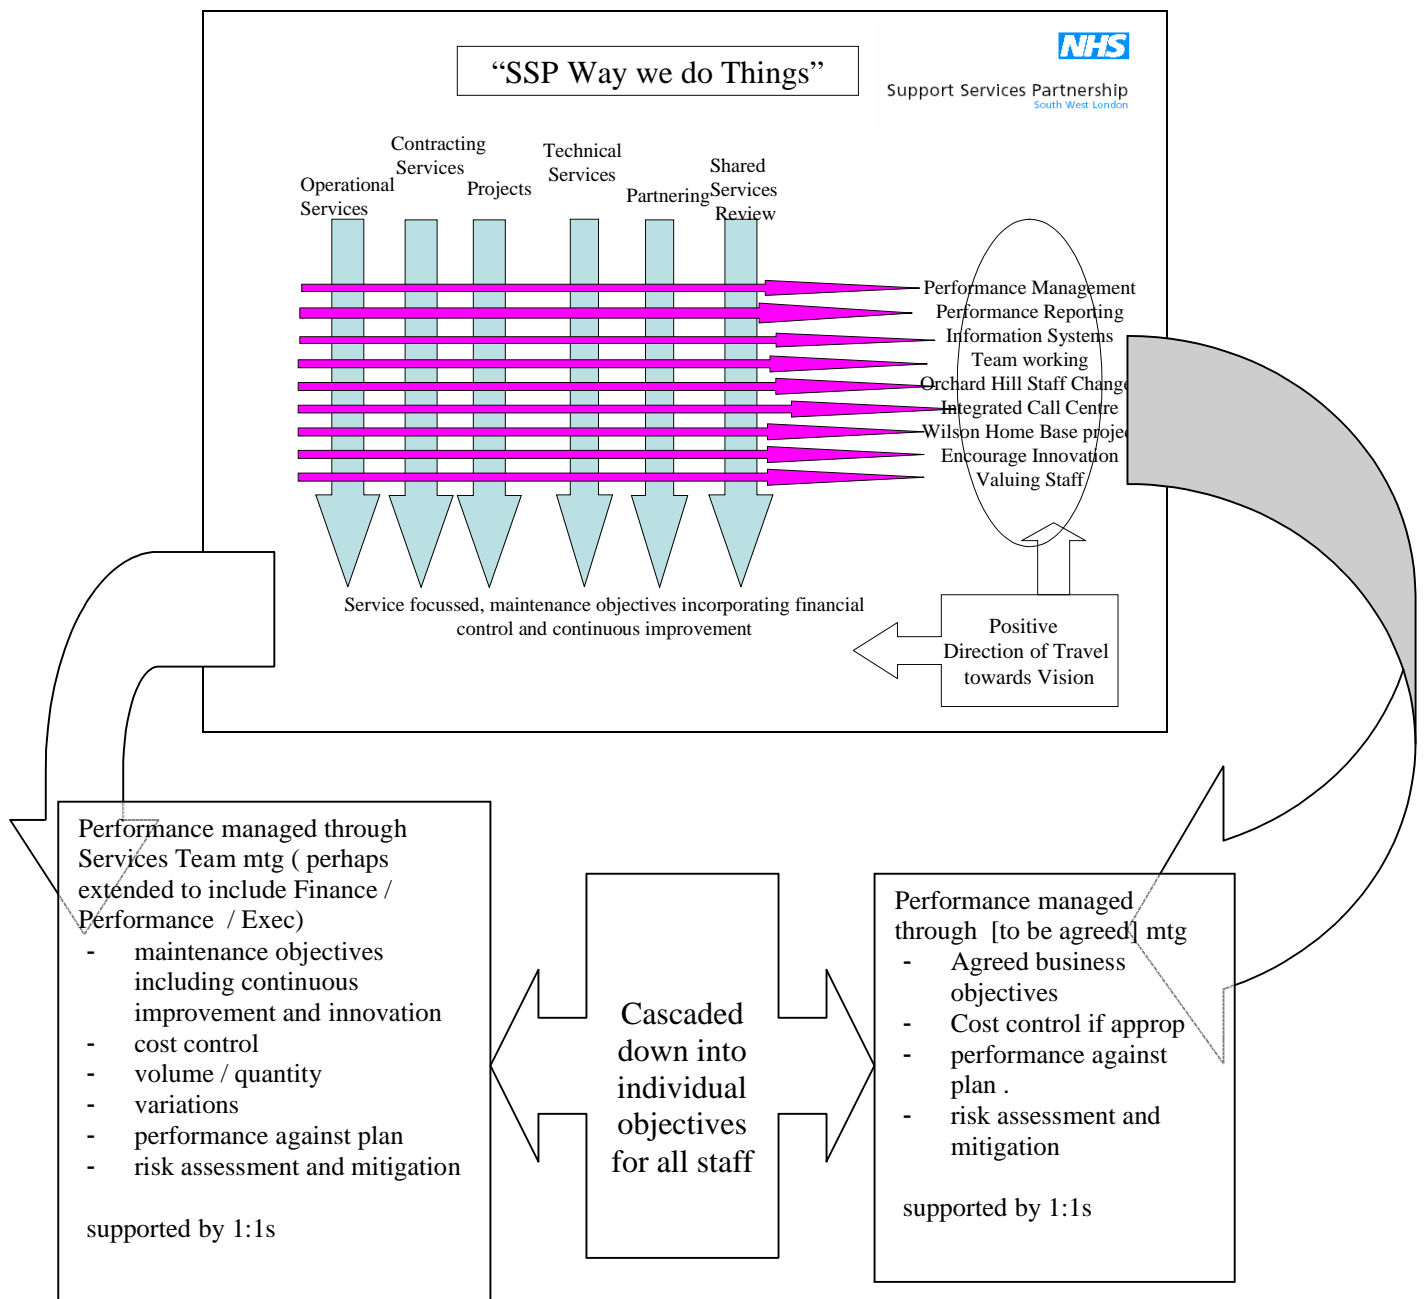 “SSP Way we do Things”
NHS
Support Services Partnership
South West London
Operational
Services
Contracting
Services
Projects
Technical
Services
Partnering
Shared
Services
Review
Performance Management
Performance Reporting
Information Systems
Team working
Orchard Hill Staff Change
Integrated Call Centre
Wilson Home Base projec
Encourage Innovation
Valuing Staff
Service focussed, maintenance objectives incorporating financial
control and continuous improvement
Positive
Direction of Travel
towards Vision
Performance managed through
Services Team mtg ( perhaps
extended to include Finance /
Performance / Exec)
- maintenance objectives
including continuous
improvement and innovation
- cost control
- volume / quantity
- variations
- performance against plan
- risk assessment and mitigation
supported by 1:1s
Cascaded
down into
individual
objectives
for all staff
Performance managed
through [to be agreed] mtg
- Agreed business
objectives
- Cost control if approp
- performance against
plan .
- risk assessment and
mitigation
supported by 1:1s